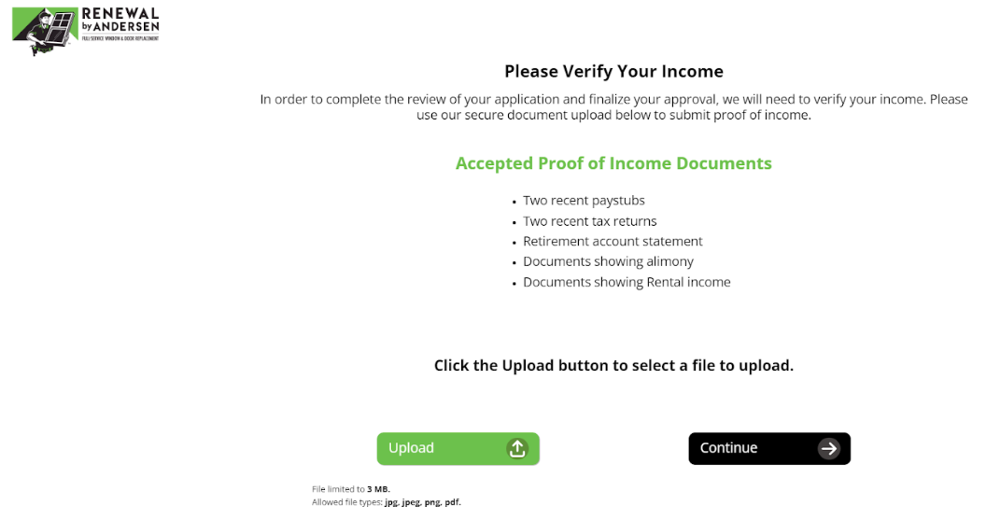 RENEWAL
by ANDERSEN
FULL-SERVICE WINDOW & DOOR REPLACEMENT
Please Verify Your Income
In order to complete the review of your application and finalize your approval, we will need to verify your income. Please
use our secure document upload below to submit proof of income.
Accepted Proof of Income Documents
• Two recent paystubs
• Two recent tax returns
• Retirement account statement
• Documents showing alimony
• Documents showing Rental income
Click the Upload button to select a file to upload.
Upload
Continue
File limited to 3 MB.
Allowed file types: jpg, jpeg, png, pdf.